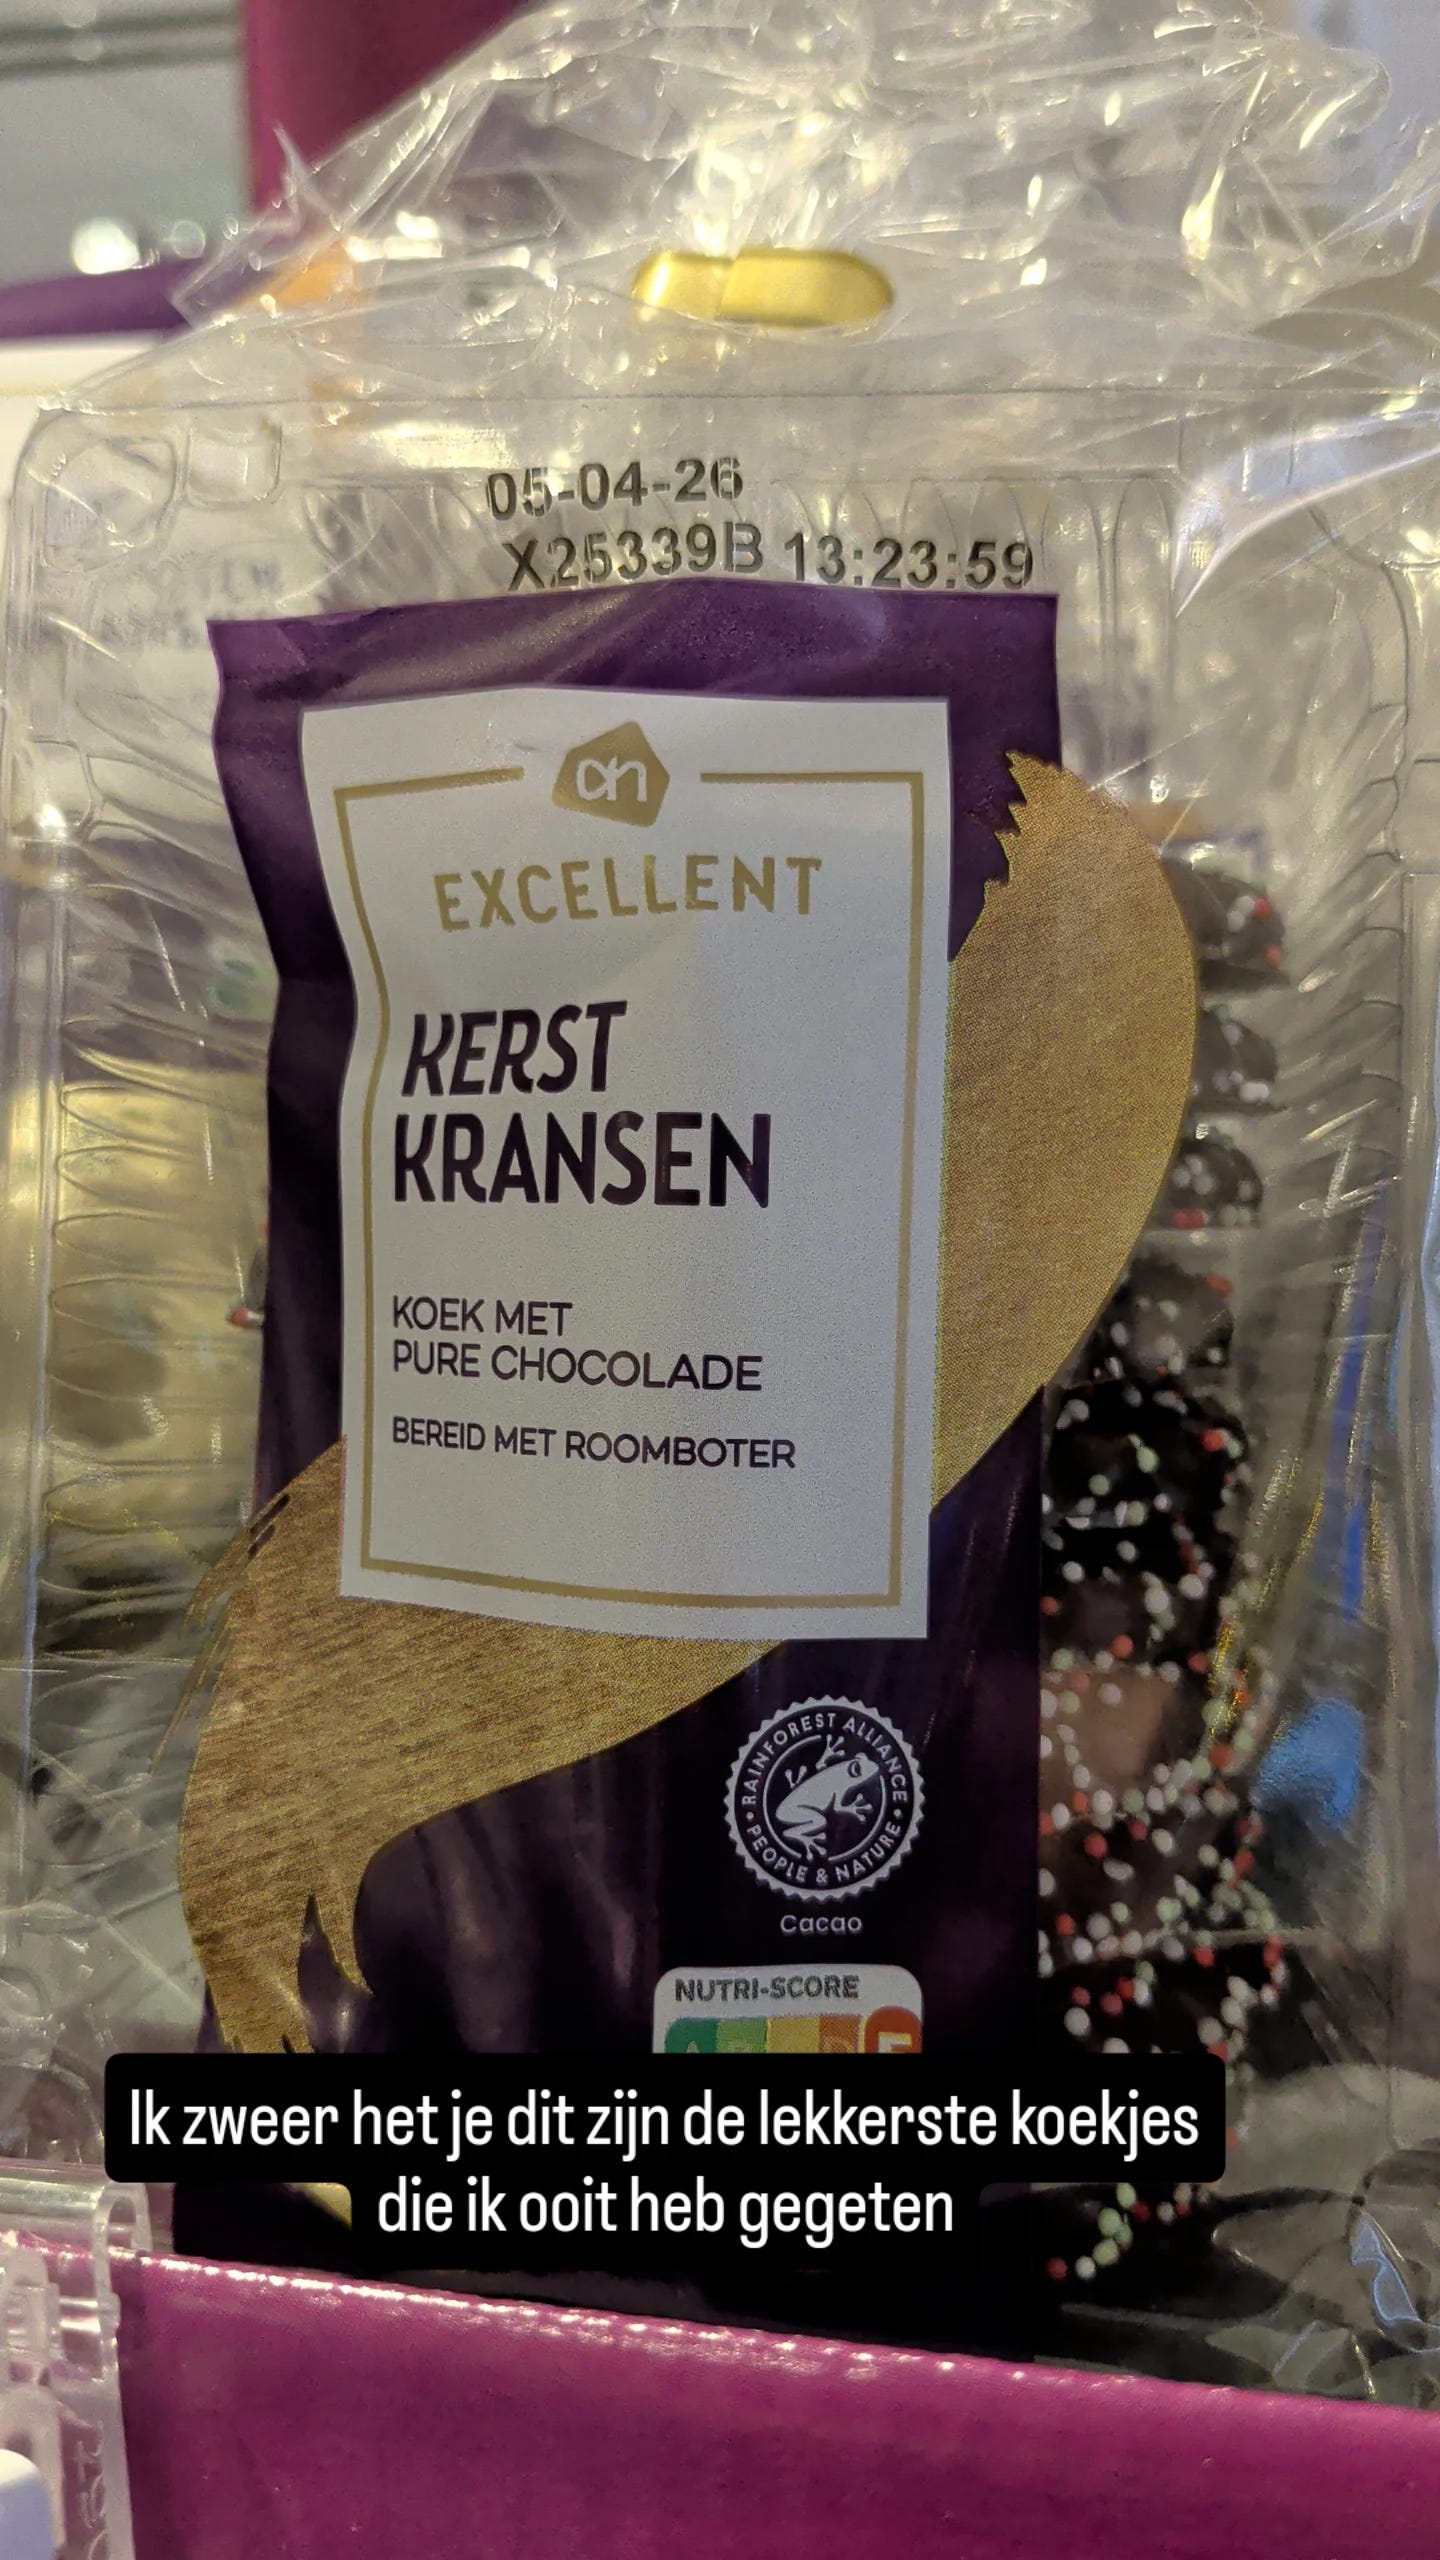 05-04-26
X25339B 13:23:59
ah
EXCELLENT
KERST
KRANSEN
KOEK MET
PURE CHOCOLADE
BEREID MET ROOMBOTER
RAINFOREST ALLIANCE
• PEOPLE & NATURE •
Cacao
NUTRI-SCORE
Ik zweer het je dit zijn de lekkerste koekjes
die ik ooit heb gegeten